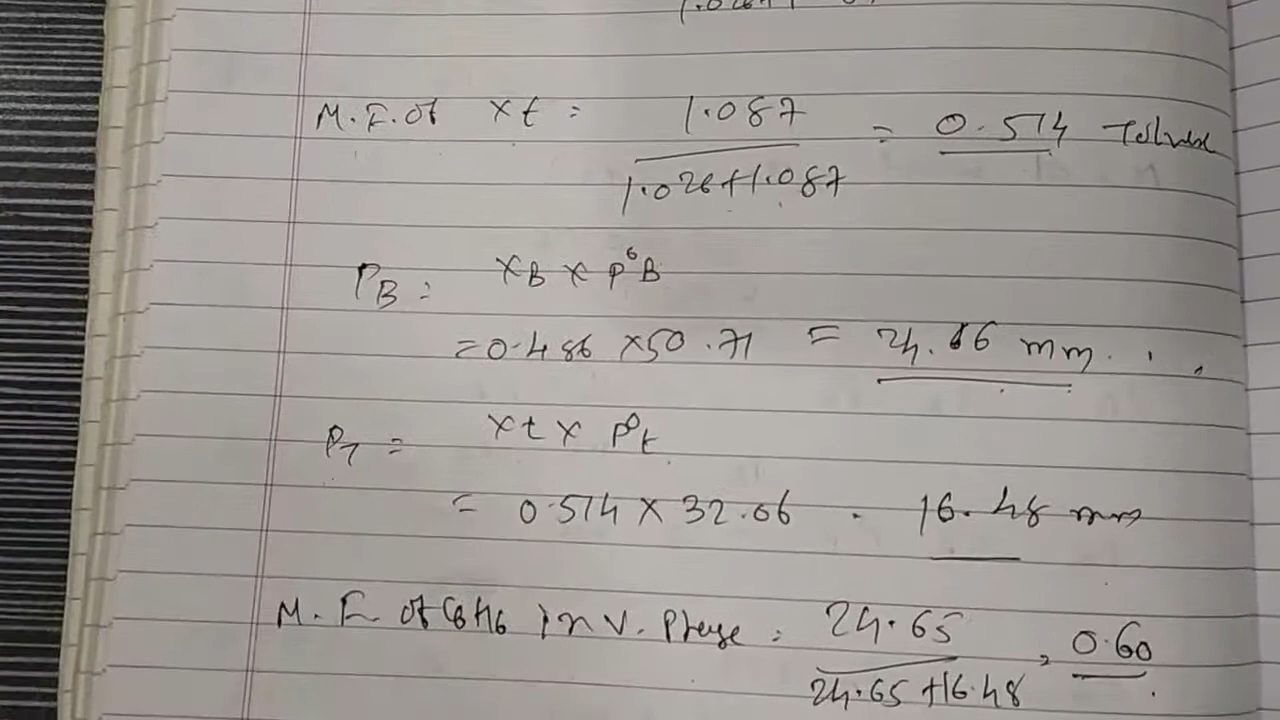 M.F. of xt = 1.087 / 1.026+1.087 = 0.514 Toluene
PB = xB x p°B
= 0.486 x 50.71 = 24.66 mm.
PT = xt x p°t
= 0.514 x 32.06 . 16.48 mm
M.F. of C6H6 in V. Phase = 24.65 / 24.65 + 16.48 , 0.60